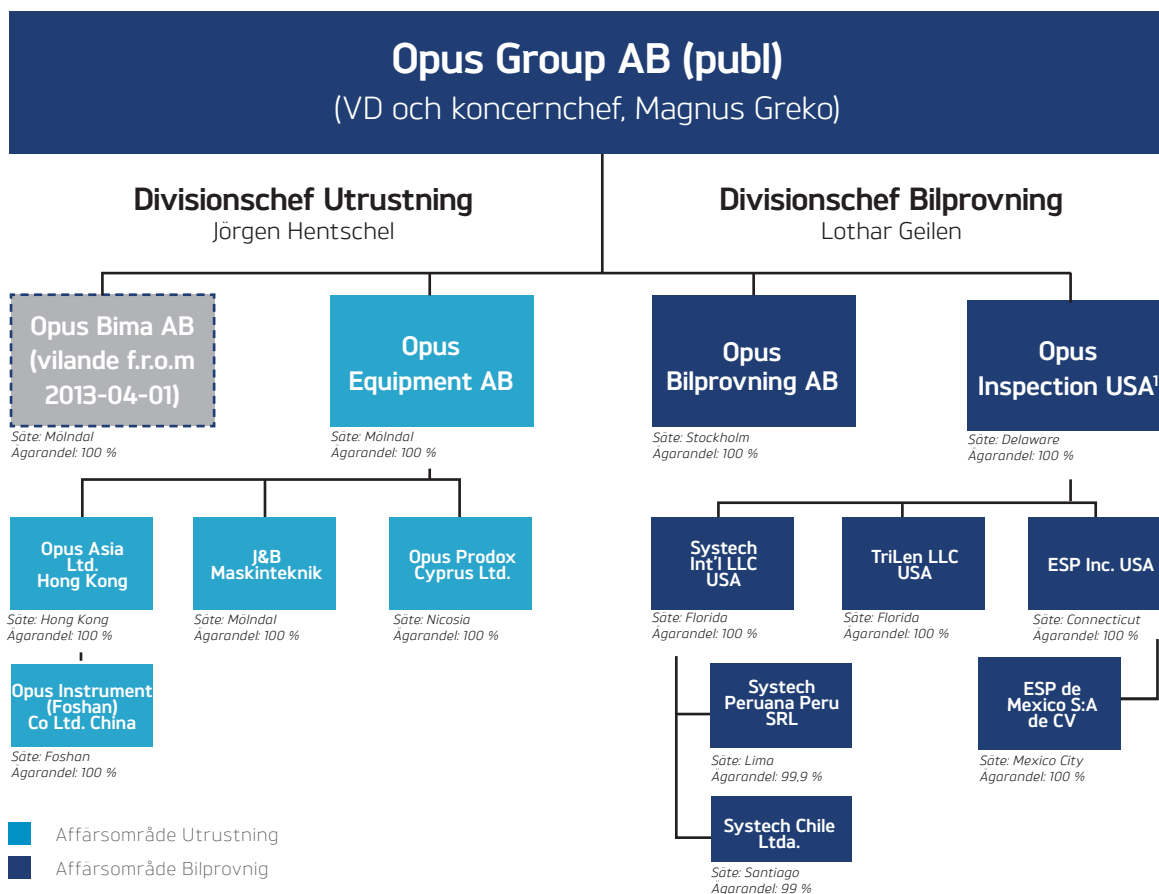 Opus Group AB (publ)
(VD och koncernchef, Magnus Greko)
Divisionschef Utrustning
Jörgen Hentschel
Divisionschef Bilprovning
Lothar Geilen
Opus Bima AB
(vilande f.r.o.m
2013-04-01)
Säte: Mölndal
Ägarandel: 100 %
Opus
Equipment AB
Säte: Mölndal
Ägarandel: 100 %
Opus
Bilprovning AB
Säte: Stockholm
Ägarandel: 100 %
Opus
Inspection USA¹
Säte: Delaware
Ägarandel: 100 %
Opus Asia
Ltd.
Hong Kong
Säte: Hong Kong
Ägarandel: 100 %
J&B
Maskinteknik
Säte: Mölndal
Ägarandel: 100 %
Opus Prodox
Cyprus Ltd.
Säte: Nicosia
Ägarandel: 100 %
Systech
Int'l LLC
USA
Säte: Florida
Ägarandel: 100 %
TriLen LLC
USA
Säte: Florida
Ägarandel: 100 %
ESP Inc. USA
Säte: Connecticut
Ägarandel: 100 %
Opus Instrument
(Foshan)
Co Ltd. China
Säte: Foshan
Ägarandel: 100 %
Systech
Peruana Peru
SRL
Säte: Lima
Ägarandel: 99,9 %
ESP de
Mexico S:A
de CV
Säte: Mexico City
Ägarandel: 100 %
Systech Chile
Ltda.
Säte: Santiago
Ägarandel: 99 %
Affärsområde Utrustning
Affärsområde Bilprovnig